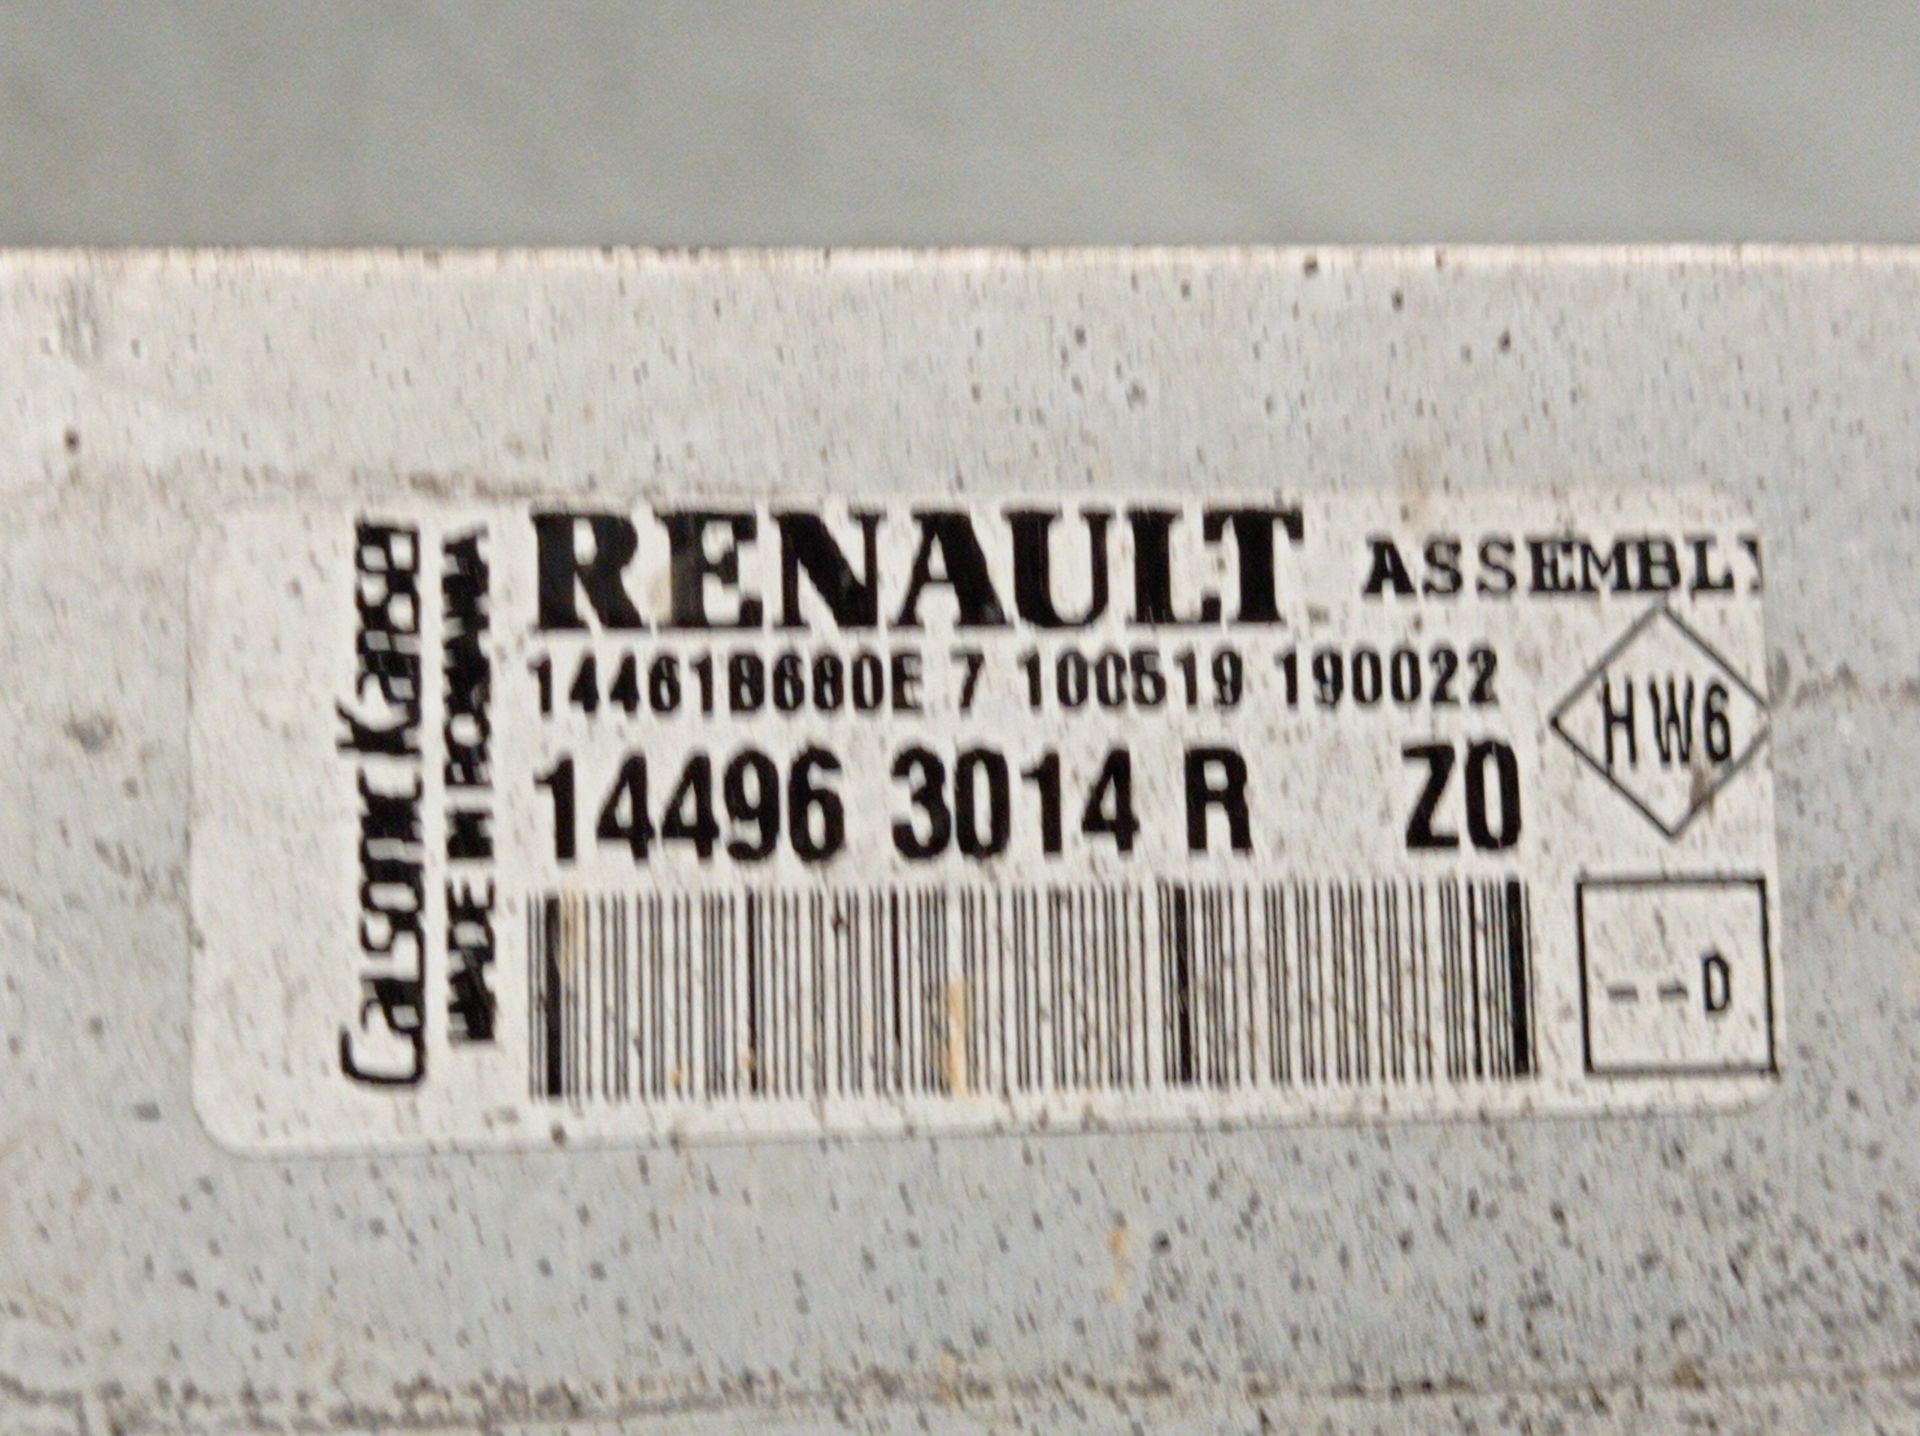 Calsonic Kansei
MADE IN ROMANIA
RENAULT ASSEMBLY
14461B680E 7 100519 190022
14496 3014 R Z0
HW6
--D